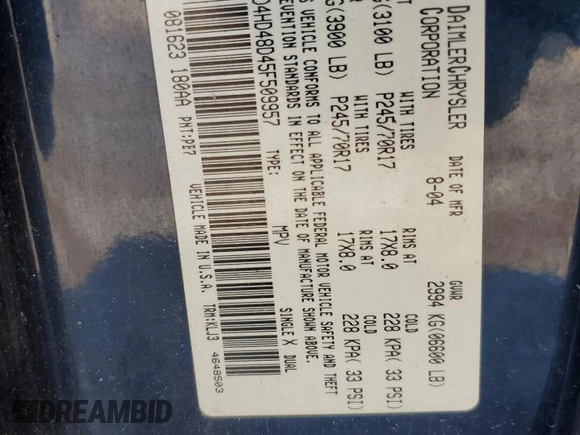 DAIMLERCHRYSLER
CORPORATION
DATE OF MFR 8-04
GVWR 2994 KG(06600 LB)
G(3100 LB)
WITH TIRES P245/70R17
RIMS AT 17X8.0
COLD 228 KPA( 33 PSI)
G(3900 LB)
WITH TIRES P245/70R17
RIMS AT 17X8.0
COLD 228 KPA( 33 PSI)
S VEHICLE CONFORMS TO ALL APPLICABLE FEDERAL MOTOR VEHICLE SAFETY AND THEFT
EVENTION STANDARDS IN EFFECT ON THE DATE OF MANUFACTURE SHOWN ABOVE.
D4HD48D45F509957 TYPE: MPV SINGLE X DUAL
081623 180AA PNT:PE7 VEHICLE MADE IN U.S.A. TRM:KLJ3 4648503
DREAMBID